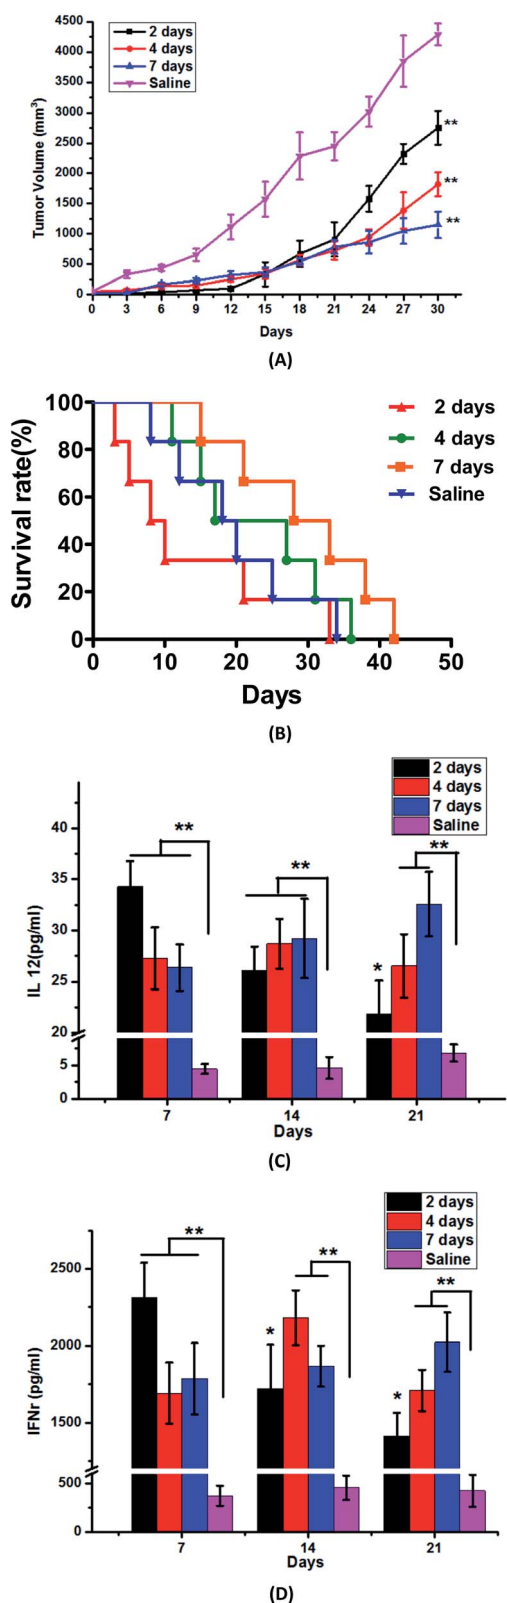 4500
4000
3500
3000
2500
2000
1500
1000
500
0
Tumor Volume (mm³)
2 days
4 days
7 days
Saline
**
**
**
0 3 6 9 12 15 18 21 24 27 30
Days
(A)
100
80
60
40
20
0
Survival rate(%)
2 days
4 days
7 days
Saline
0 10 20 30 40 50
Days
(B)
2 days
4 days
7 days
Saline
40
35
30
25
20
5
0
IL 12(pg/ml)
**
**
**
*
7 14 21
Days
(C)
2 days
4 days
7 days
Saline
2500
2000
1500
500
0
IFNr (pg/ml)
**
**
**
*
*
7 14 21
Days
(D)